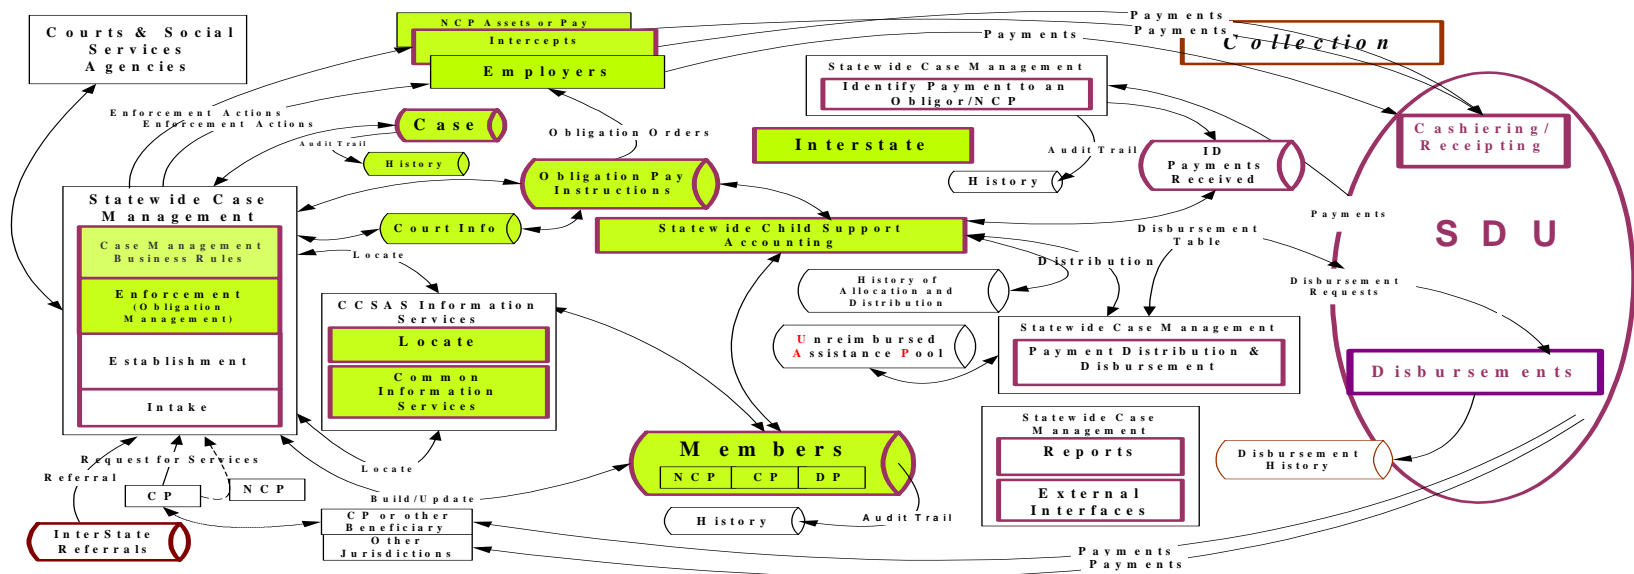 Courts & Social
Services
Agencies
NCP Assets or Pay
Intercepts
Employers
Payments
Payments
Payments
Collection
Statewide Case Management
Identify Payment to an
Obligor/NCP
Enforcement Actions
Enforcement Actions
Case
Audit Trail
History
Obligation Orders
Interstate
Audit Trail
History
ID
Payments
Received
Cashiering/
Receipting
Obligation Pay
Instructions
Statewide Case
Management
Case Management
Business Rules
Enforcement
(Obligation
Management)
Establishment
Intake
Court Info
Locate
Statewide Child Support
Accounting
Disbursement
Table
Payments
SDU
Distribution
History of
Allocation and
Distribution
Disbursement
Requests
CCSAS Information
Services
Locate
Common
Information
Services
Unreimbursed
Assistance Pool
Statewide Case Management
Payment Distribution &
Disbursement
Disbursements
Members
NCP
CP
DP
Statewide Case
Management
Reports
External
Interfaces
Disbursement
History
Request for Services
Referral
CP
NCP
Locate
Build/Update
InterState
Referrals
CP or other
Beneficiary
Other
Jurisdictions
History
Audit Trail
Payments
Payments